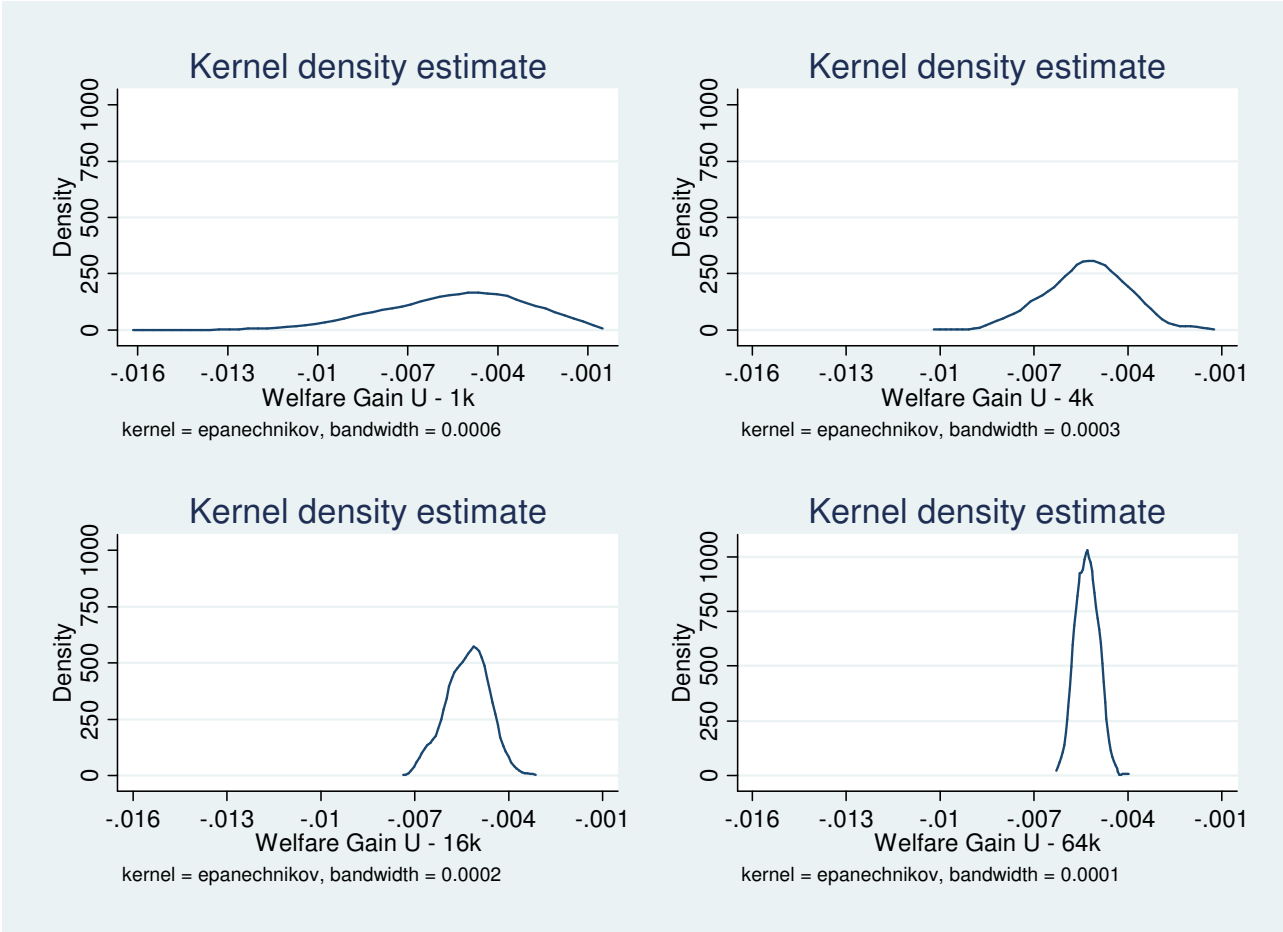 Kernel density estimate
Density
1000
750
500
250
0
-.016 -.013 -.01 -.007 -.004 -.001
Welfare Gain U - 1k
kernel = epanechnikov, bandwidth = 0.0006
Kernel density estimate
Density
1000
750
500
250
0
-.016 -.013 -.01 -.007 -.004 -.001
Welfare Gain U - 4k
kernel = epanechnikov, bandwidth = 0.0003
Kernel density estimate
Density
1000
750
500
250
0
-.016 -.013 -.01 -.007 -.004 -.001
Welfare Gain U - 16k
kernel = epanechnikov, bandwidth = 0.0002
Kernel density estimate
Density
1000
750
500
250
0
-.016 -.013 -.01 -.007 -.004 -.001
Welfare Gain U - 64k
kernel = epanechnikov, bandwidth = 0.0001